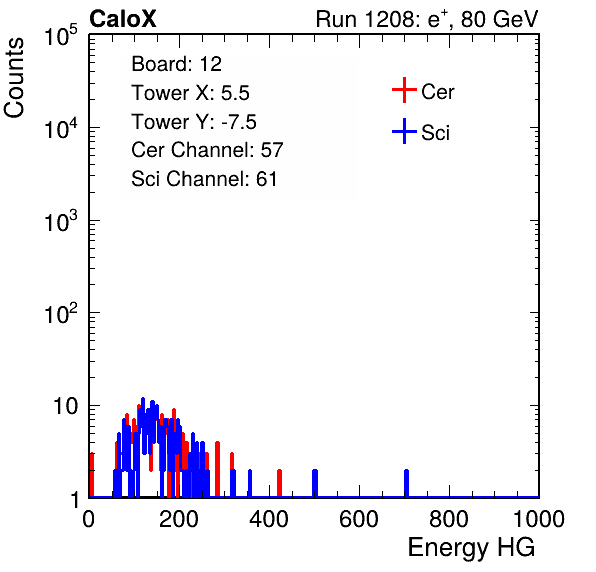 CaloX Run 1208: e⁺, 80 GeV
Counts
10⁵
10⁴
10³
10²
10
1
Board: 12
Tower X: 5.5
Tower Y: -7.5
Cer Channel: 57
Sci Channel: 61
Cer
Sci
0 200 400 600 800 1000
Energy HG